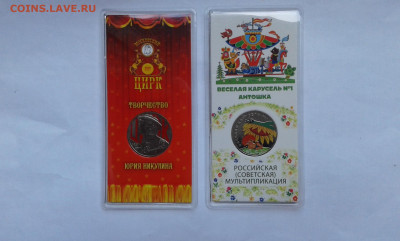 COINS.LAVE.RU
ЦИРК
ТВОРЧЕСТВО
ЮРИЯ НИКУЛИНА
ВЕСЕЛАЯ КАРУСЕЛЬ №1
АНТОШКА
РОССИЙСКАЯ
(СОВЕТСКАЯ)
МУЛЬТИПЛИКАЦИЯ